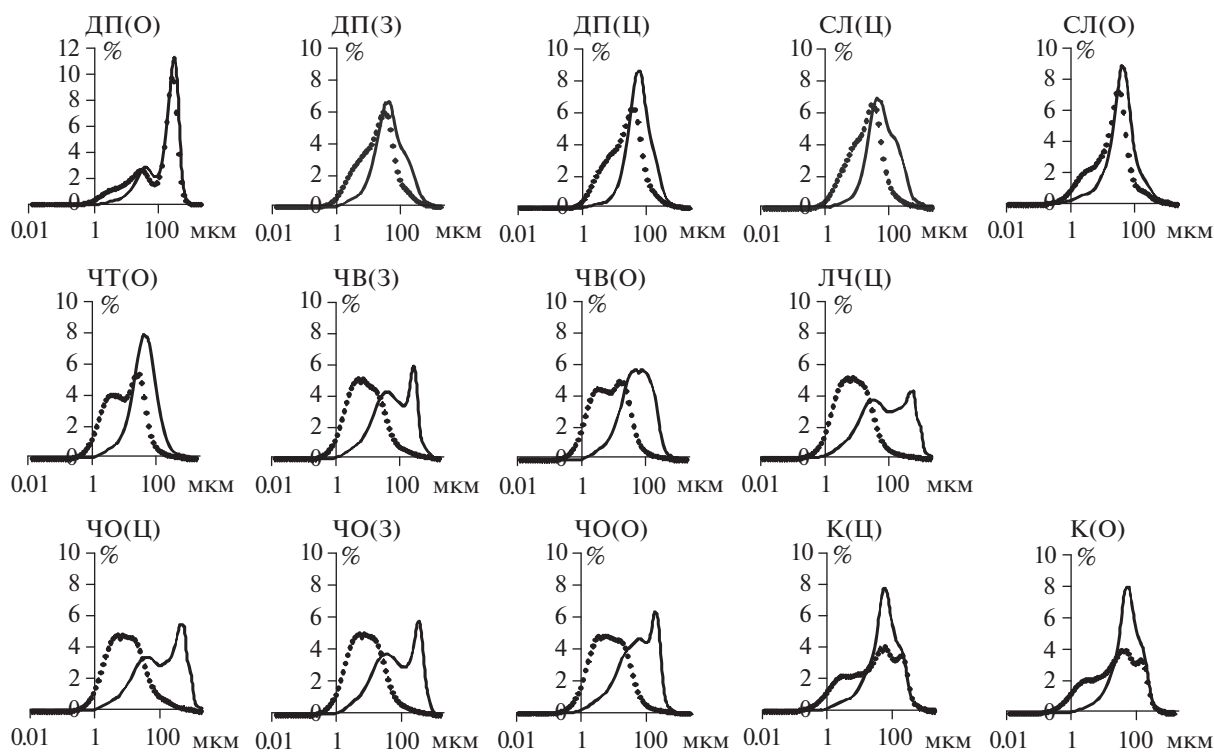 ДП(О) ДП(З) ДП(Ц) СЛ(Ц) СЛ(О)
12 % 10 % 10 % 10 % 10 %
10 8 8 8 8
8 6 6 6 6
6 4 4 4 4
4 2 2 2 2
2 0 0 0 0
0
0.01 1 100 мкм 0.01 1 100 мкм 0.01 1 100 мкм 0.01 1 100 мкм 0.01 1 100 мкм
ЧТ(О) ЧВ(З) ЧВ(О) ЛЧ(Ц)
10 % 10 % 10 % 10 %
8 8 8 8
6 6 6 6
4 4 4 4
2 2 2 2
0 0 0 0
0.01 1 100 мкм 0.01 1 100 мкм 0.01 1 100 мкм 0.01 1 100 мкм
ЧО(Ц) ЧО(З) ЧО(О) К(Ц) К(О)
10 % 10 % 10 % 10 % 10 %
8 8 8 8 8
6 6 6 6 6
4 4 4 4 4
2 2 2 2 2
0 0 0 0 0
0.01 1 100 мкм 0.01 1 100 мкм 0.01 1 100 мкм 0.01 1 100 мкм 0.01 1 100 мкм